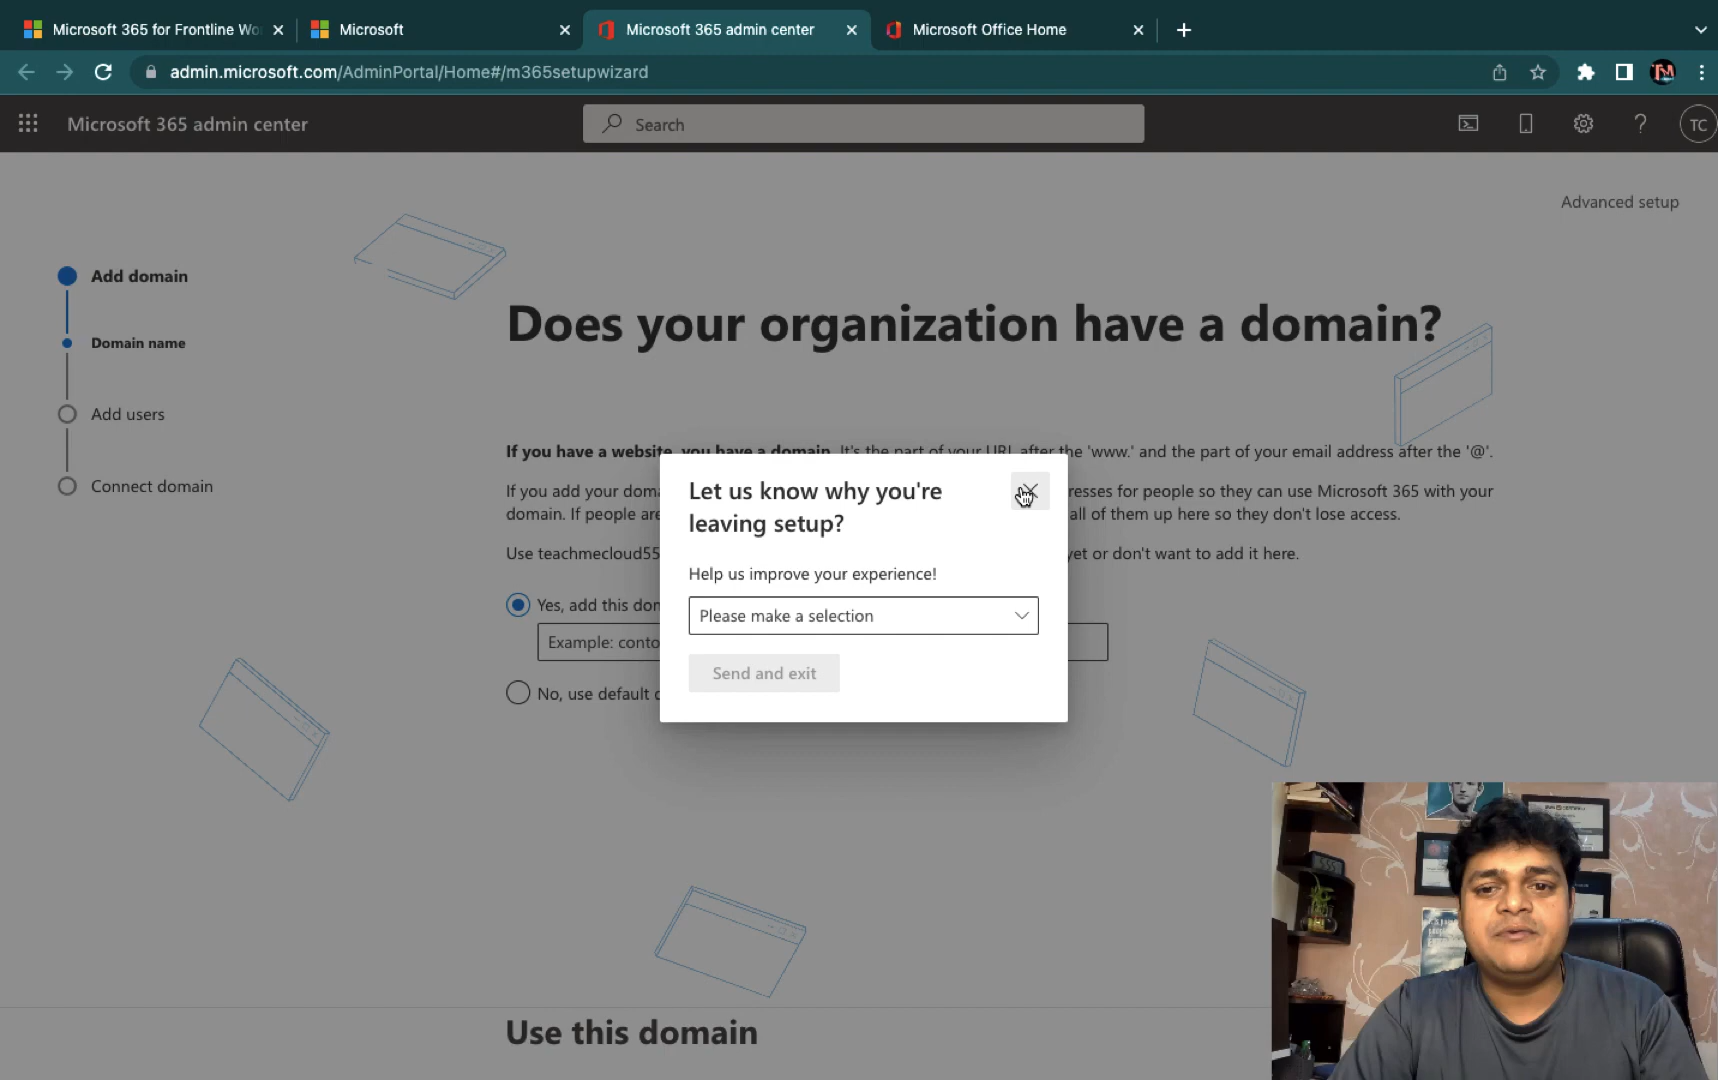 Microsoft 365 for Frontline Wo
Microsoft
Microsoft 365 admin center
Microsoft Office Home
admin.microsoft.com/AdminPortal/Home#/m365setupwizard
TM
Microsoft 365 admin center
Search
TC
Advanced setup
Add domain
Domain name
Add users
Connect domain
Does your organization have a domain?
If you have a website, you have a domain. It's the part of your URL after the 'www.' and the part of your email address after the '@'.
If you add your doma
resses for people so they can use Microsoft 365 with your
domain. If people are
all of them up here so they don't lose access.
Use teachmecloud55
yet or don't want to add it here.
Yes, add this don
Example: conto
No, use default
Let us know why you're
leaving setup?
Help us improve your experience!
Please make a selection
Send and exit
Use this domain